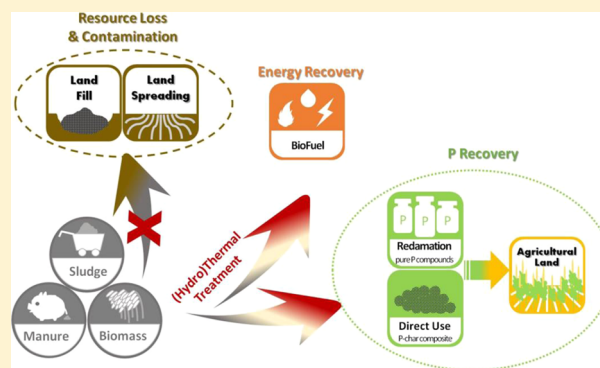 Resource Loss
& Contamination
Land
Fill
Land
Spreading
Energy Recovery
BioFuel
P Recovery
P P P
Redamation
pure P compounds
Agricultural
Land
Direct Use
P-char composite
(Hydro)Thermal
Treatment
Sludge
Manure
Biomass